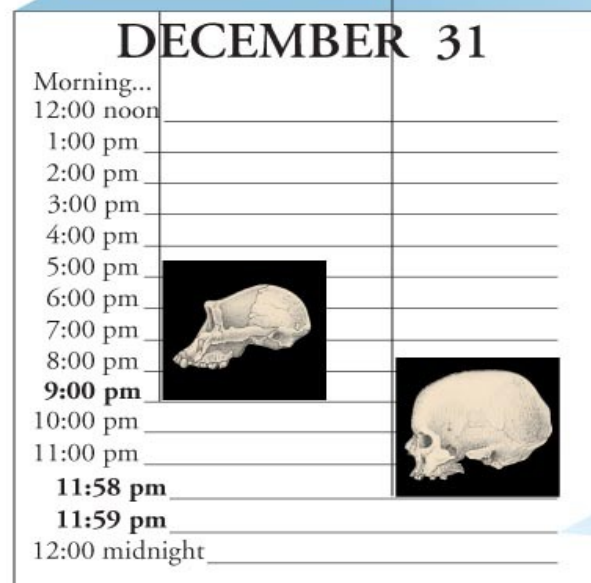 DECEMBER 31
Morning...
12:00 noon
1:00 pm
2:00 pm
3:00 pm
4:00 pm
5:00 pm
6:00 pm
7:00 pm
8:00 pm
9:00 pm
10:00 pm
11:00 pm
11:58 pm
11:59 pm
12:00 midnight